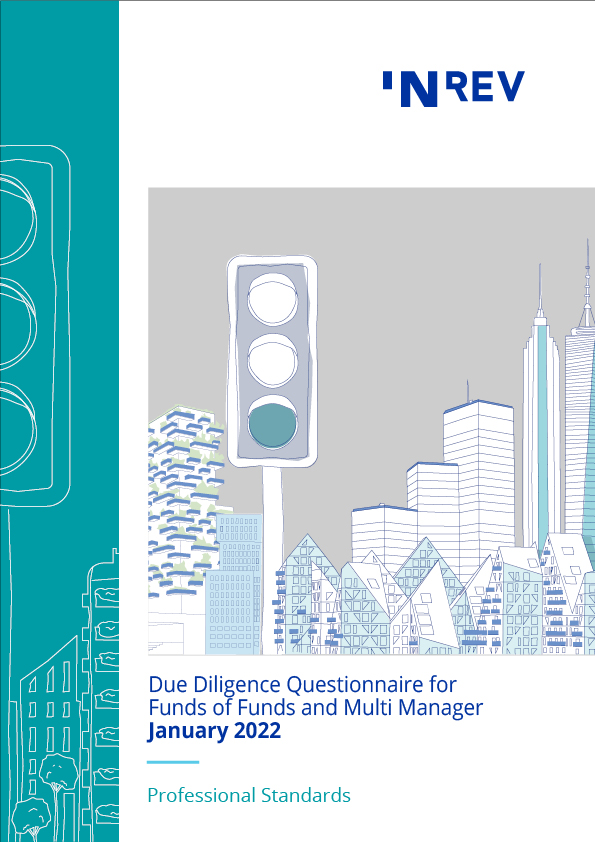 INREV
Due Diligence Questionnaire for
Funds of Funds and Multi Manager
January 2022
Professional Standards